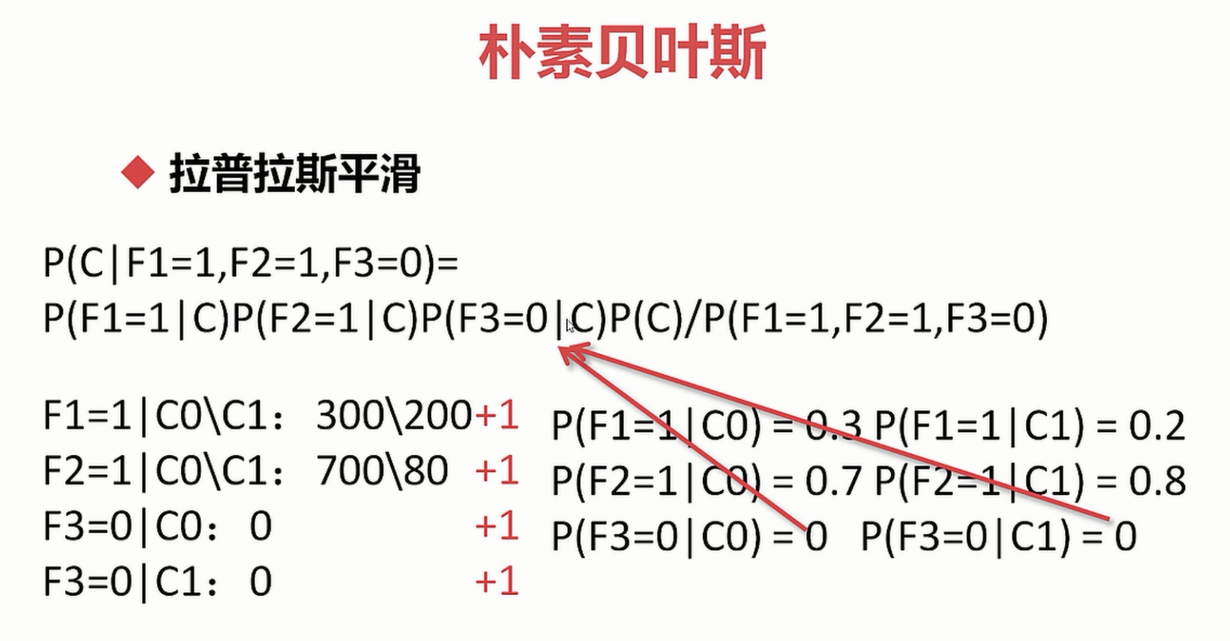 朴素贝叶斯
拉普拉斯平滑
P(C|F1=1,F2=1,F3=0)=
P(F1=1|C)P(F2=1|C)P(F3=0|C)P(C)/P(F1=1,F2=1,F3=0)
F1=1|C0\C1：300\200+1
F2=1|C0\C1：700\80 +1
F3=0|C0：0 +1
F3=0|C1：0 +1
P(F1=1|C0) = 0.3 P(F1=1|C1) = 0.2
P(F2=1|C0) = 0.7 P(F2=1|C1) = 0.8
P(F3=0|C0) = 0 P(F3=0|C1) = 0